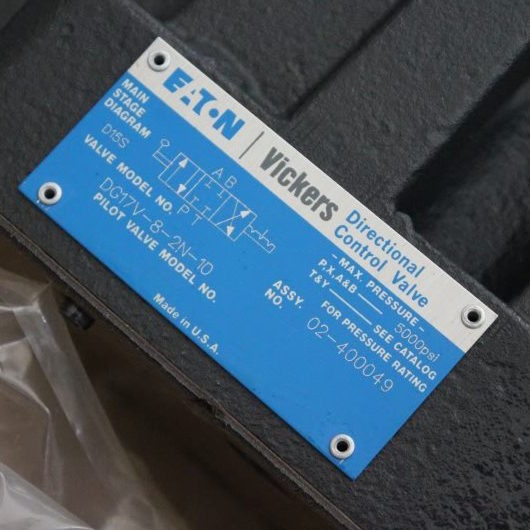 EATON | Vickers Directional
Control Valve
MAIN
STAGE
DIAGRAM
D15S
A B
P T
- MAX. PRESSURE -
P,X,A&B 5000psi
T&Y SEE CATALOG
FOR PRESSURE RATING
VALVE MODEL NO.
DG17V-8-2N-10
PILOT VALVE MODEL NO.
ASSY.
NO. 02-400049
Made in U.S.A.